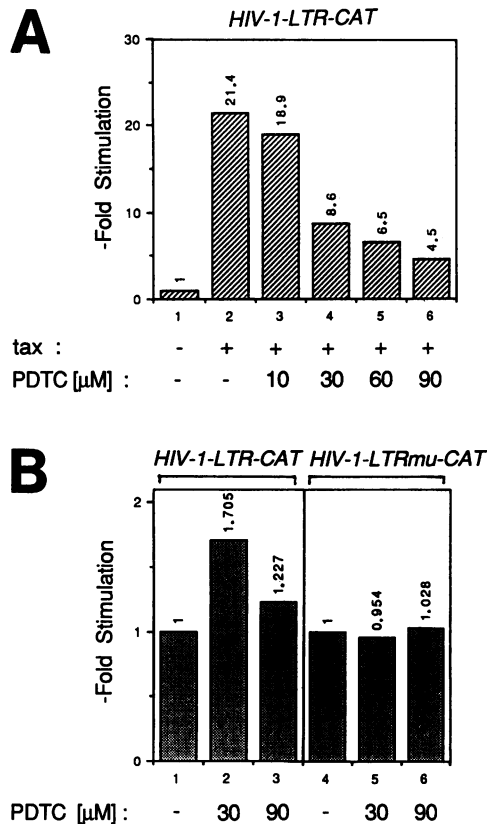 A
HIV-1-LTR-CAT
-Fold Stimulation
30
20
10
0
1
21.4
18.9
8.6
6.5
4.5
1 2 3 4 5 6
tax : - + + + + +
PDTC [µM] : - - 10 30 60 90
B
HIV-1-LTR-CAT HIV-1-LTRmu-CAT
-Fold Stimulation
2
1
0
1
1.705
1.227
1
0.954
1.028
1 2 3 4 5 6
PDTC [µM] : - 30 90 - 30 90